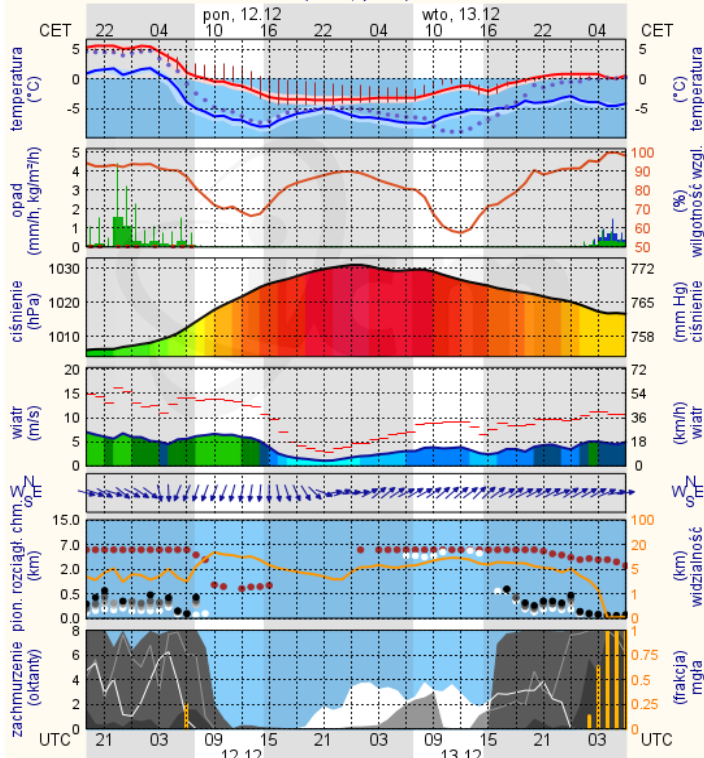 pon, 12.12 wto, 13.12
CET 22 04 10 16 22 04 10 16 22 04 CET
temperatura
(°C)
5
0
-5
5
0
-5
(°C)
temperatura
opad
(mm/h, kg/m²/h)
5
4
3
2
1
0
100
90
80
70
60
50
(%)
wilgotność wzgl.
ciśnienie
(hPa)
1030
1020
1010
772
765
758
(mm Hg)
ciśnienie
wiatr
(m/s)
20
15
10
5
0
72
54
36
18
0
(km/h)
wiatr
N
W E
S
N
W E
S
pion. rozciągł. chm.
(km)
15.0
7.0
2.0
0.5
0.0
100
20
5
1
0
(km)
widzialność
zachmurzenie
(oktanty)
8
6
4
2
0
1
0.75
0.5
0.25
0
(frakcja)
mgła
UTC 21 03 09 15 21 03 09 15 21 03 UTC
12.12 13.12